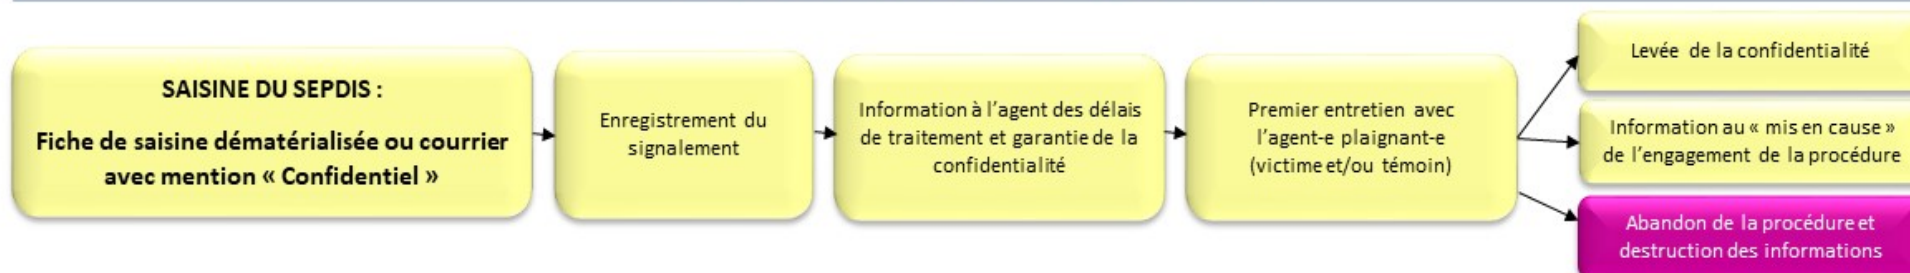 SAISINE DU SEPDIS :
Fiche de saisine dématérialisée ou courrier
avec mention « Confidentiel »
Enregistrement du
signalement
Information à l’agent des délais
de traitement et garantie de la
confidentialité
Premier entretien avec
l’agent-e plaignant-e
(victime et/ou témoin)
Levée de la confidentialité
Information au « mis en cause »
de l’engagement de la procédure
Abandon de la procédure et
destruction des informations